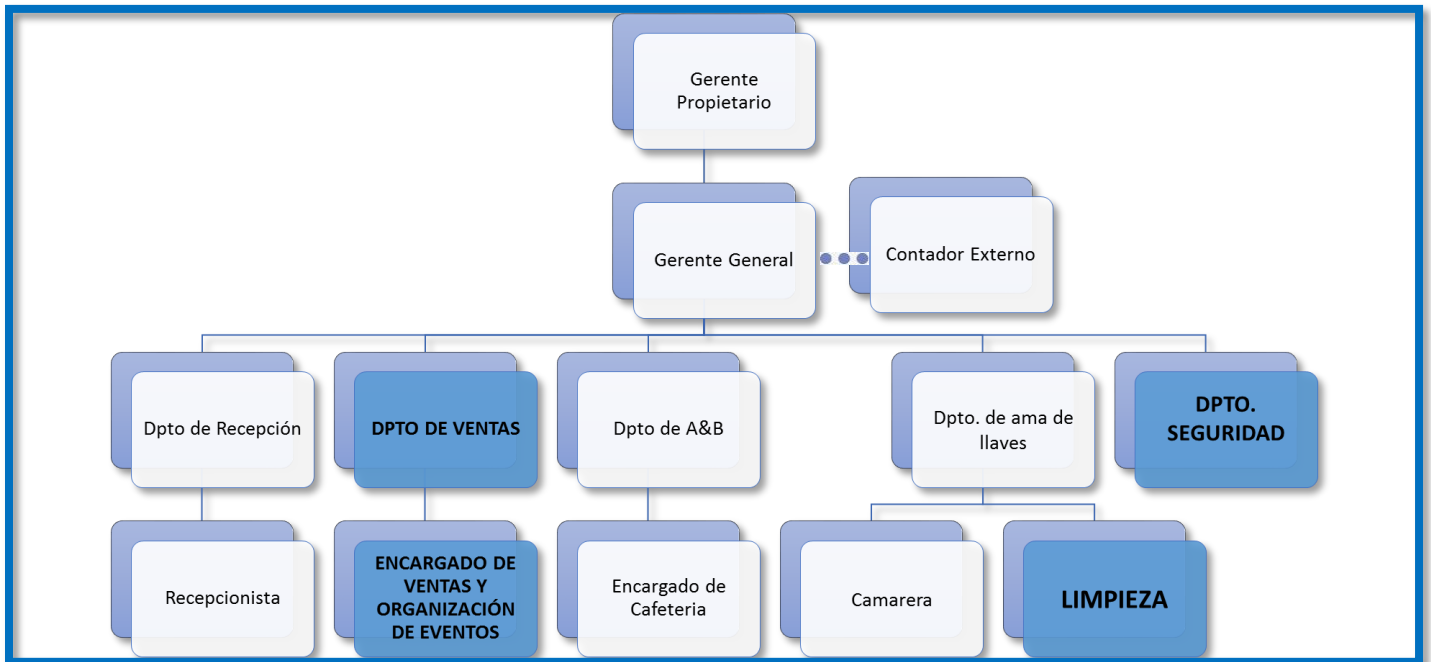 Gerente
Propietario
Gerente General
Contador Externo
Dpto de Recepción
DPTO DE VENTAS
Dpto de A&B
Dpto. de ama de
llaves
DPTO.
SEGURIDAD
Recepcionista
ENCARGADO DE
VENTAS Y
ORGANIZACIÓN
DE EVENTOS
Encargado de
Cafeteria
Camarera
LIMPIEZA